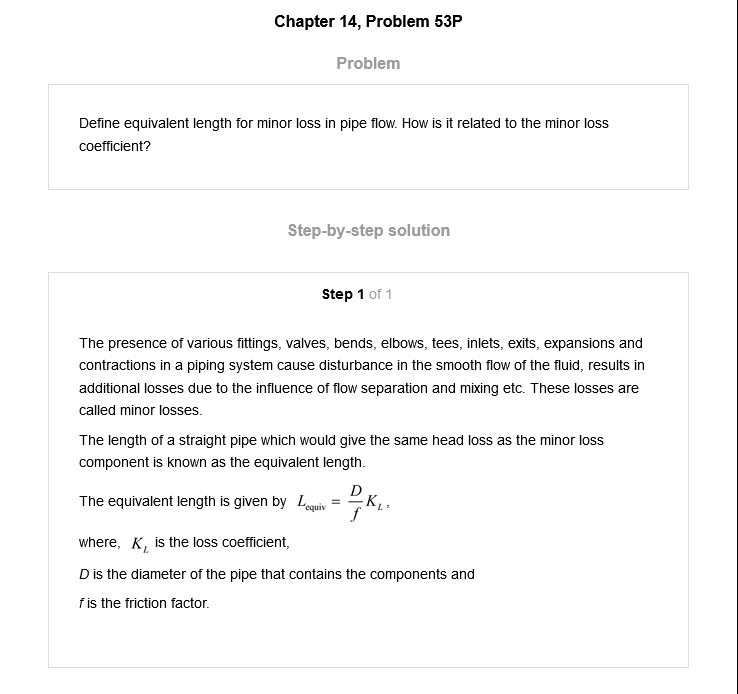 Chapter 14, Problem 53P
Problem
Define equivalent length for minor loss in pipe flow. How is it related to the minor loss
coefficient?
Step-by-step solution
Step 1 of 1
The presence of various fittings, valves, bends, elbows, tees, inlets, exits, expansions and
contractions in a piping system cause disturbance in the smooth flow of the fluid, results in
additional losses due to the influence of flow separation and mixing etc. These losses are
called minor losses.
The length of a straight pipe which would give the same head loss as the minor loss
component is known as the equivalent length.
The equivalent length is given by L_equiv = D/f K_L,
where, K_L is the loss coefficient,
D is the diameter of the pipe that contains the components and
f is the friction factor.